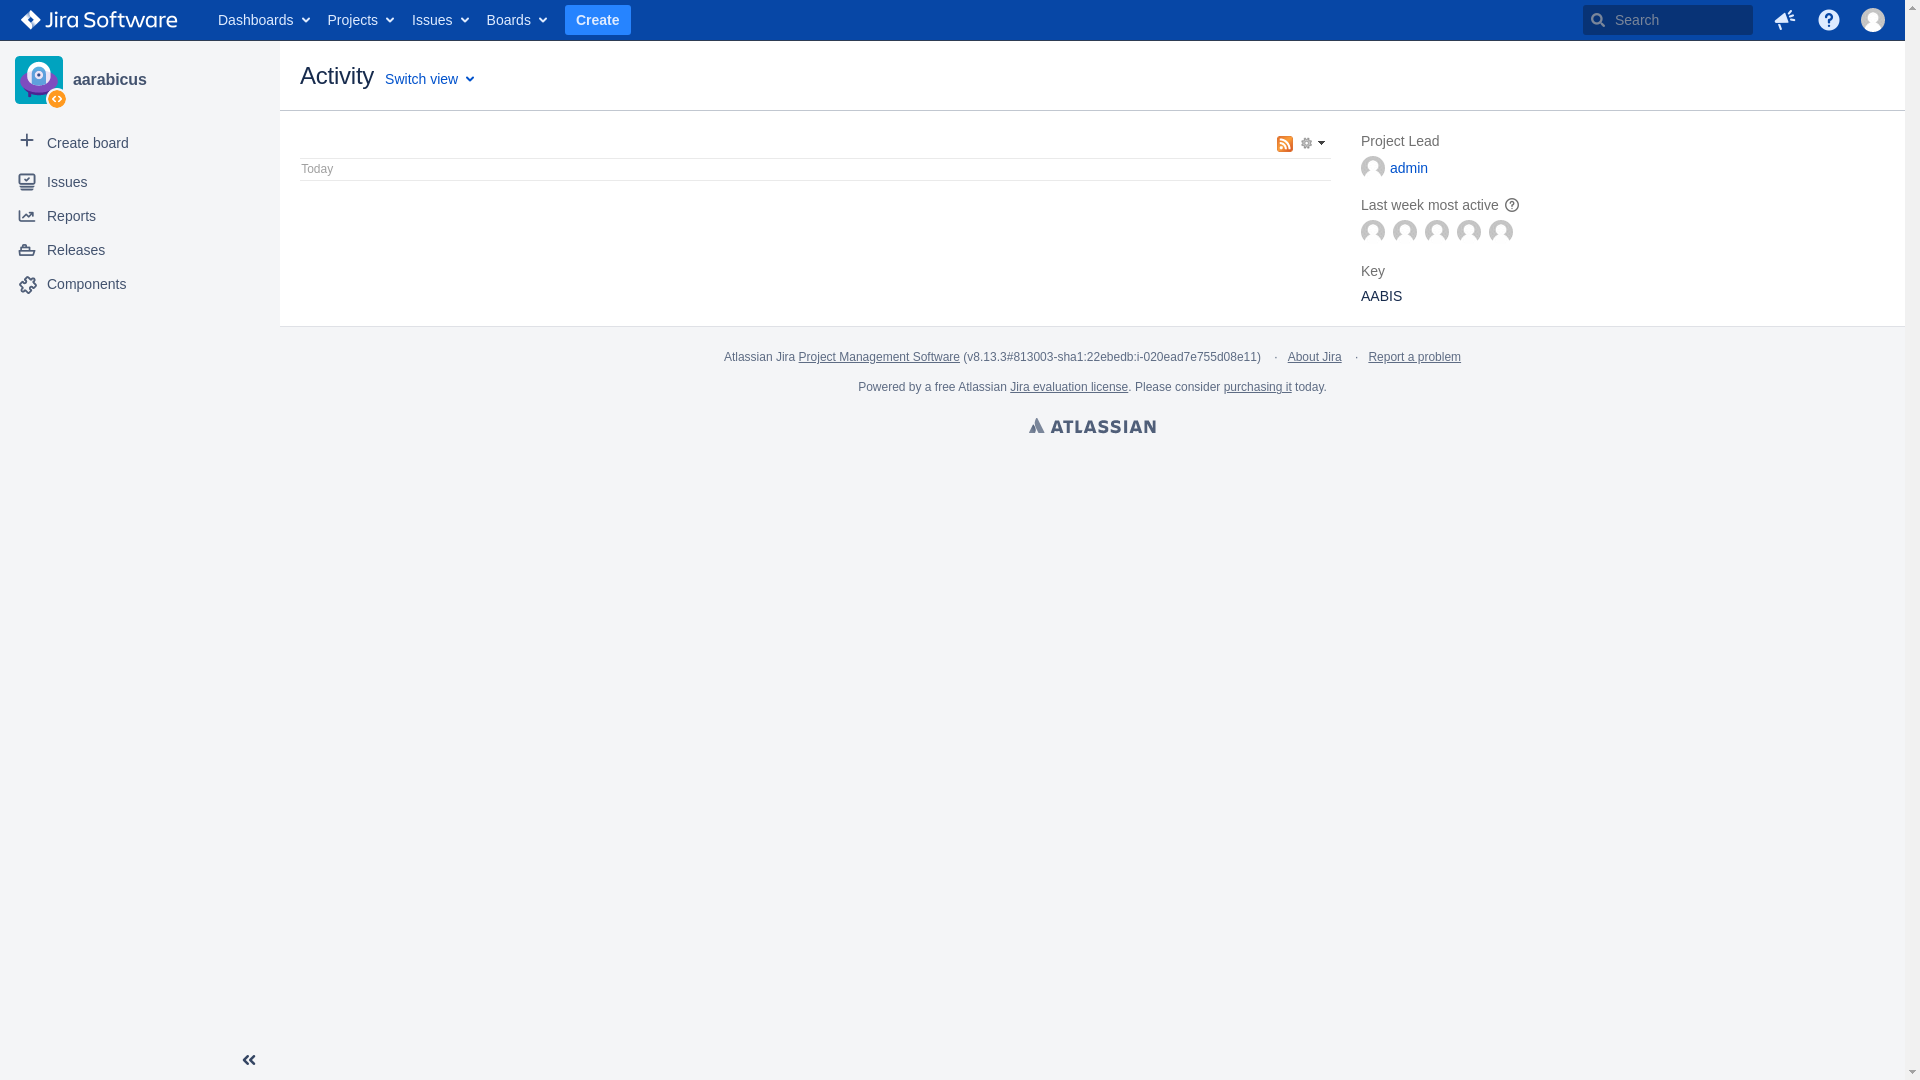 Jira Software Dashboards Projects Issues Boards Create Search
aarabicus
Create board
Issues
Reports
Releases
Components
Activity Switch view
Today
Project Lead
admin
Last week most active
Key
AABIS
Atlassian Jira Project Management Software (v8.13.3#813003-sha1:22ebedb:i-020ead7e755d08e11) · About Jira · Report a problem
Powered by a free Atlassian Jira evaluation license. Please consider purchasing it today.
ATLASSIAN